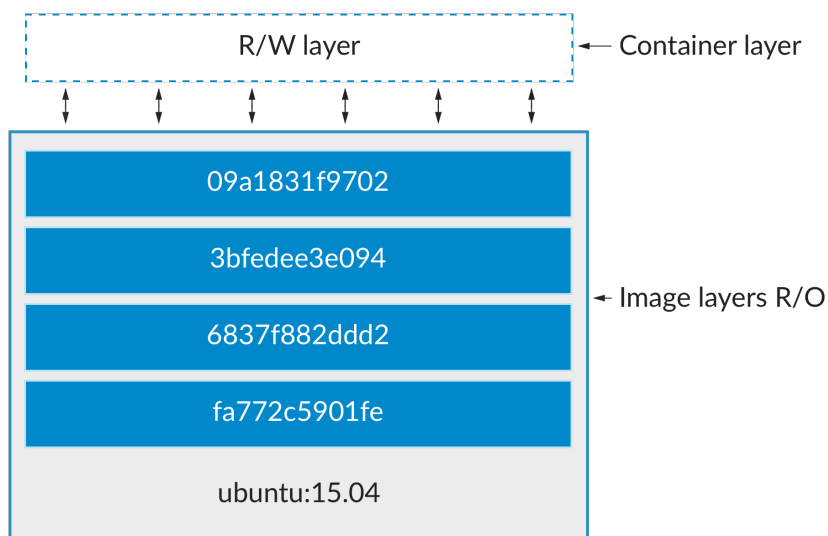 R/W layer
Container layer
09a1831f9702
3bfedee3e094
Image layers R/O
6837f882ddd2
fa772c5901fe
ubuntu:15.04